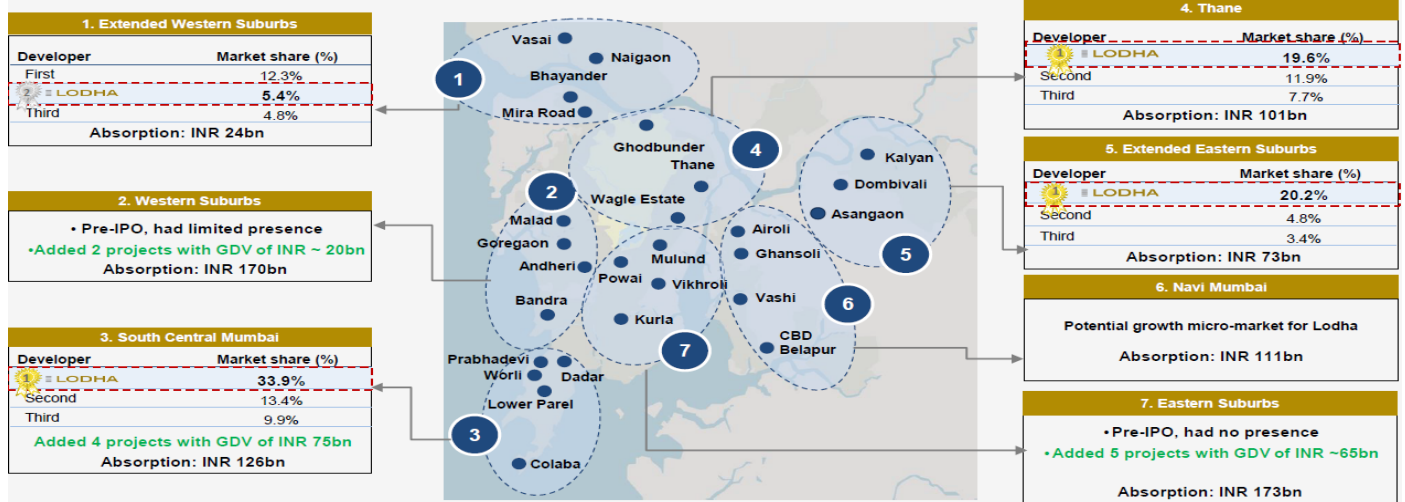 1. Extended Western Suburbs
Developer Market share (%)
First 12.3%
2 LODHA 5.4%
Third 4.8%
Absorption: INR 24bn
2. Western Suburbs
• Pre-IPO, had limited presence
•Added 2 projects with GDV of INR ~ 20bn
Absorption: INR 170bn
3. South Central Mumbai
Developer Market share (%)
1 LODHA 33.9%
Second 13.4%
Third 9.9%
Added 4 projects with GDV of INR 75bn
Absorption: INR 126bn
Vasai
Naigaon
1
Bhayander
Mira Road
Ghodbunder
4
Thane
Wagle Estate
Kalyan
Dombivali
Asangaon
5
2
Malad
Goregaon
Andheri
Bandra
Mulund
Powai
Vikhroli
Kurla
7
Airoli
Ghansoli
Vashi
6
CBD
Belapur
Prabhadevi
Worli
Dadar
Lower Parel
3
Colaba
4. Thane
Developer Market share (%)
1 LODHA 19.6%
Second 11.9%
Third 7.7%
Absorption: INR 101bn
5. Extended Eastern Suburbs
Developer Market share (%)
1 LODHA 20.2%
Second 4.8%
Third 3.4%
Absorption: INR 73bn
6. Navi Mumbai
Potential growth micro-market for Lodha
Absorption: INR 111bn
7. Eastern Suburbs
•Pre-IPO, had no presence
•Added 5 projects with GDV of INR ~65bn
Absorption: INR 173bn